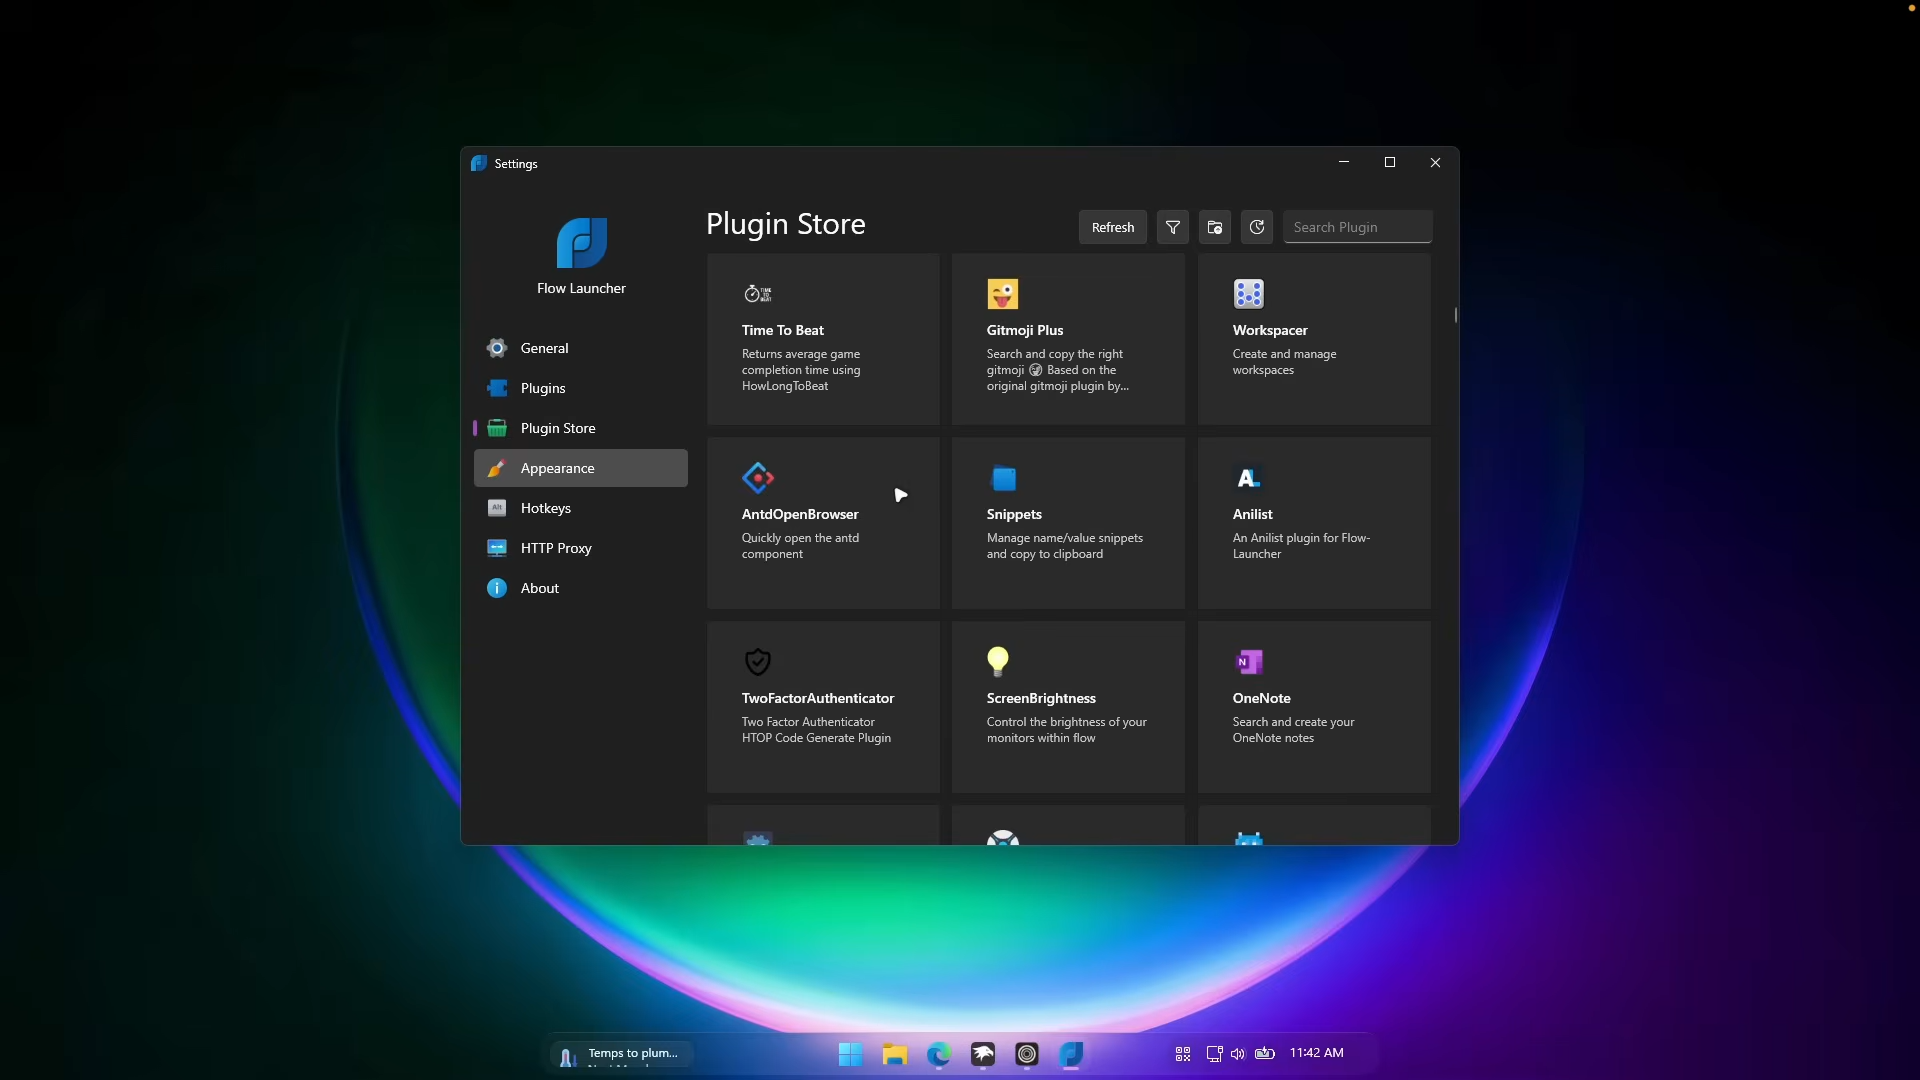 Settings
Flow Launcher
General
Plugins
Plugin Store
Appearance
Alt
Hotkeys
HTTP Proxy
About
Plugin Store
Refresh
Search Plugin
TIME
TO
BEAT
Time To Beat
Returns average game
completion time using
HowLongToBeat
Gitmoji Plus
Search and copy the right
gitmoji 😜 Based on the
original gitmoji plugin by...
Workspacer
Create and manage
workspaces
AntdOpenBrowser
Quickly open the antd
component
Snippets
Manage name/value snippets
and copy to clipboard
AL
Anilist
An Anilist plugin for Flow-
Launcher
TwoFactorAuthenticator
Two Factor Authenticator
HTOP Code Generate Plugin
ScreenBrightness
Control the brightness of your
monitors within flow
N
OneNote
Search and create your
OneNote notes
Temps to plum...
11:42 AM